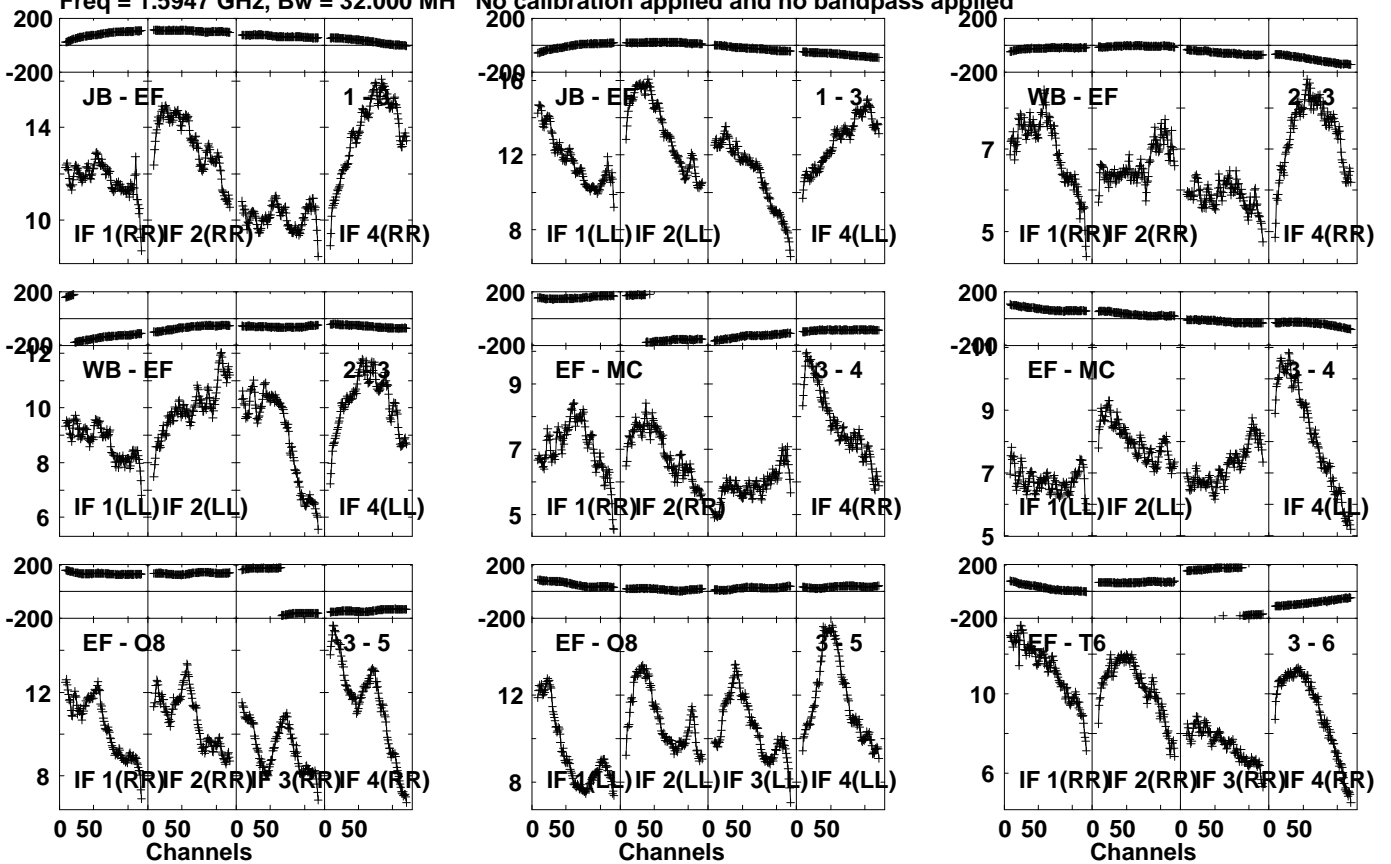 Freq = 1.5947 GHz, Bw = 32.000 MH No calibration applied and no bandpass applied
200 200 200
-200 -200 -200
JB - EF 1 - 3 JB - EF 1 - 3 WB - EF 2 - 3
16
14 12 7
10 8 5
IF 1(RR) IF 2(RR) IF 4(RR) IF 1(LL) IF 2(LL) IF 4(LL) IF 1(RR) IF 2(RR) IF 4(RR)
200 200 200
-200 -200 -200
WB - EF 2 - 3 EF - MC 3 - 4 EF - MC 3 - 4
12
10 9 9
8 7 7
6 5 5
IF 1(LL) IF 2(LL) IF 4(LL) IF 1(RR) IF 2(RR) IF 4(RR) IF 1(LL) IF 2(LL) IF 4(LL)
200 200 200
-200 -200 -200
EF - O8 3 - 5 EF - O8 3 - 5 EF - T6 3 - 6
12 12 10
8 8 6
IF 1(RR) IF 2(RR) IF 3(RR) IF 4(RR) IF 1(LL) IF 2(LL) IF 3(LL) IF 4(LL) IF 1(RR) IF 2(RR) IF 3(RR) IF 4(RR)
0 50 0 50 0 50 0 50 0 50 0 50 0 50 0 50 0 50 0 50 0 50 0 50
Channels Channels Channels